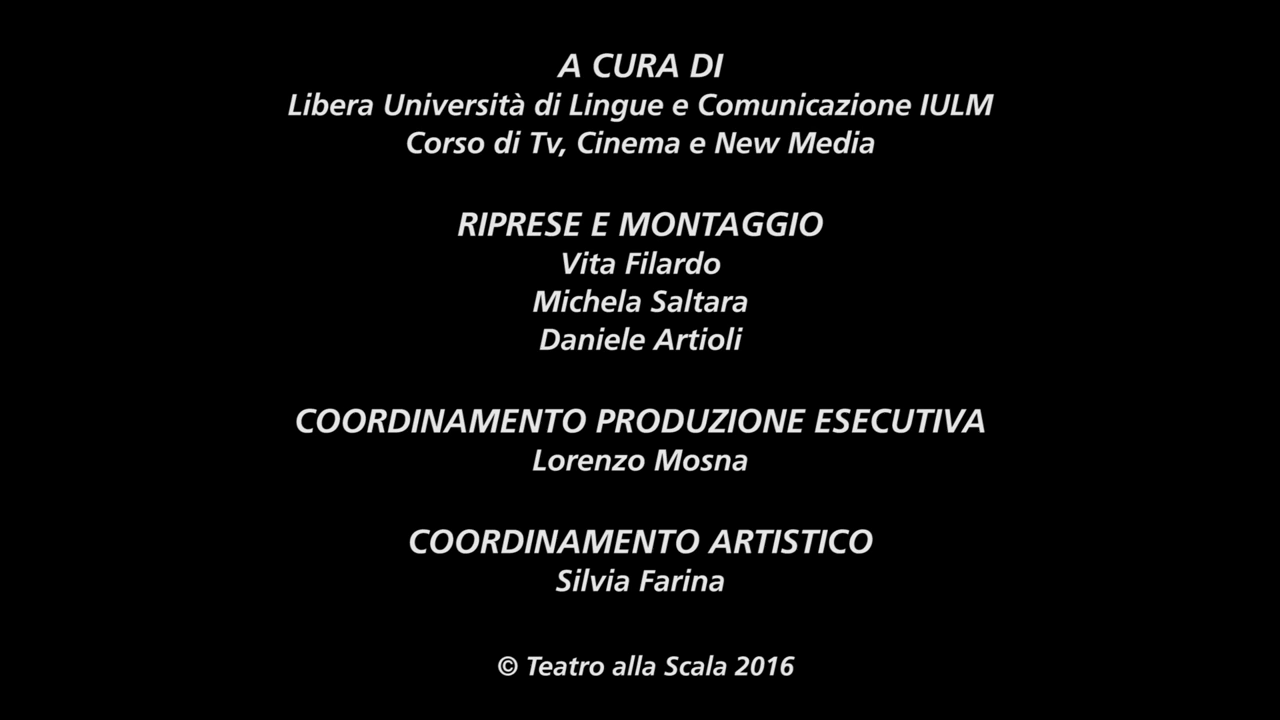 A CURA DI
Libera Università di Lingue e Comunicazione IULM
Corso di Tv, Cinema e New Media
RIPRESE E MONTAGGIO
Vita Filardo
Michela Saltara
Daniele Artioli
COORDINAMENTO PRODUZIONE ESECUTIVA
Lorenzo Mosna
COORDINAMENTO ARTISTICO
Silvia Farina
© Teatro alla Scala 2016